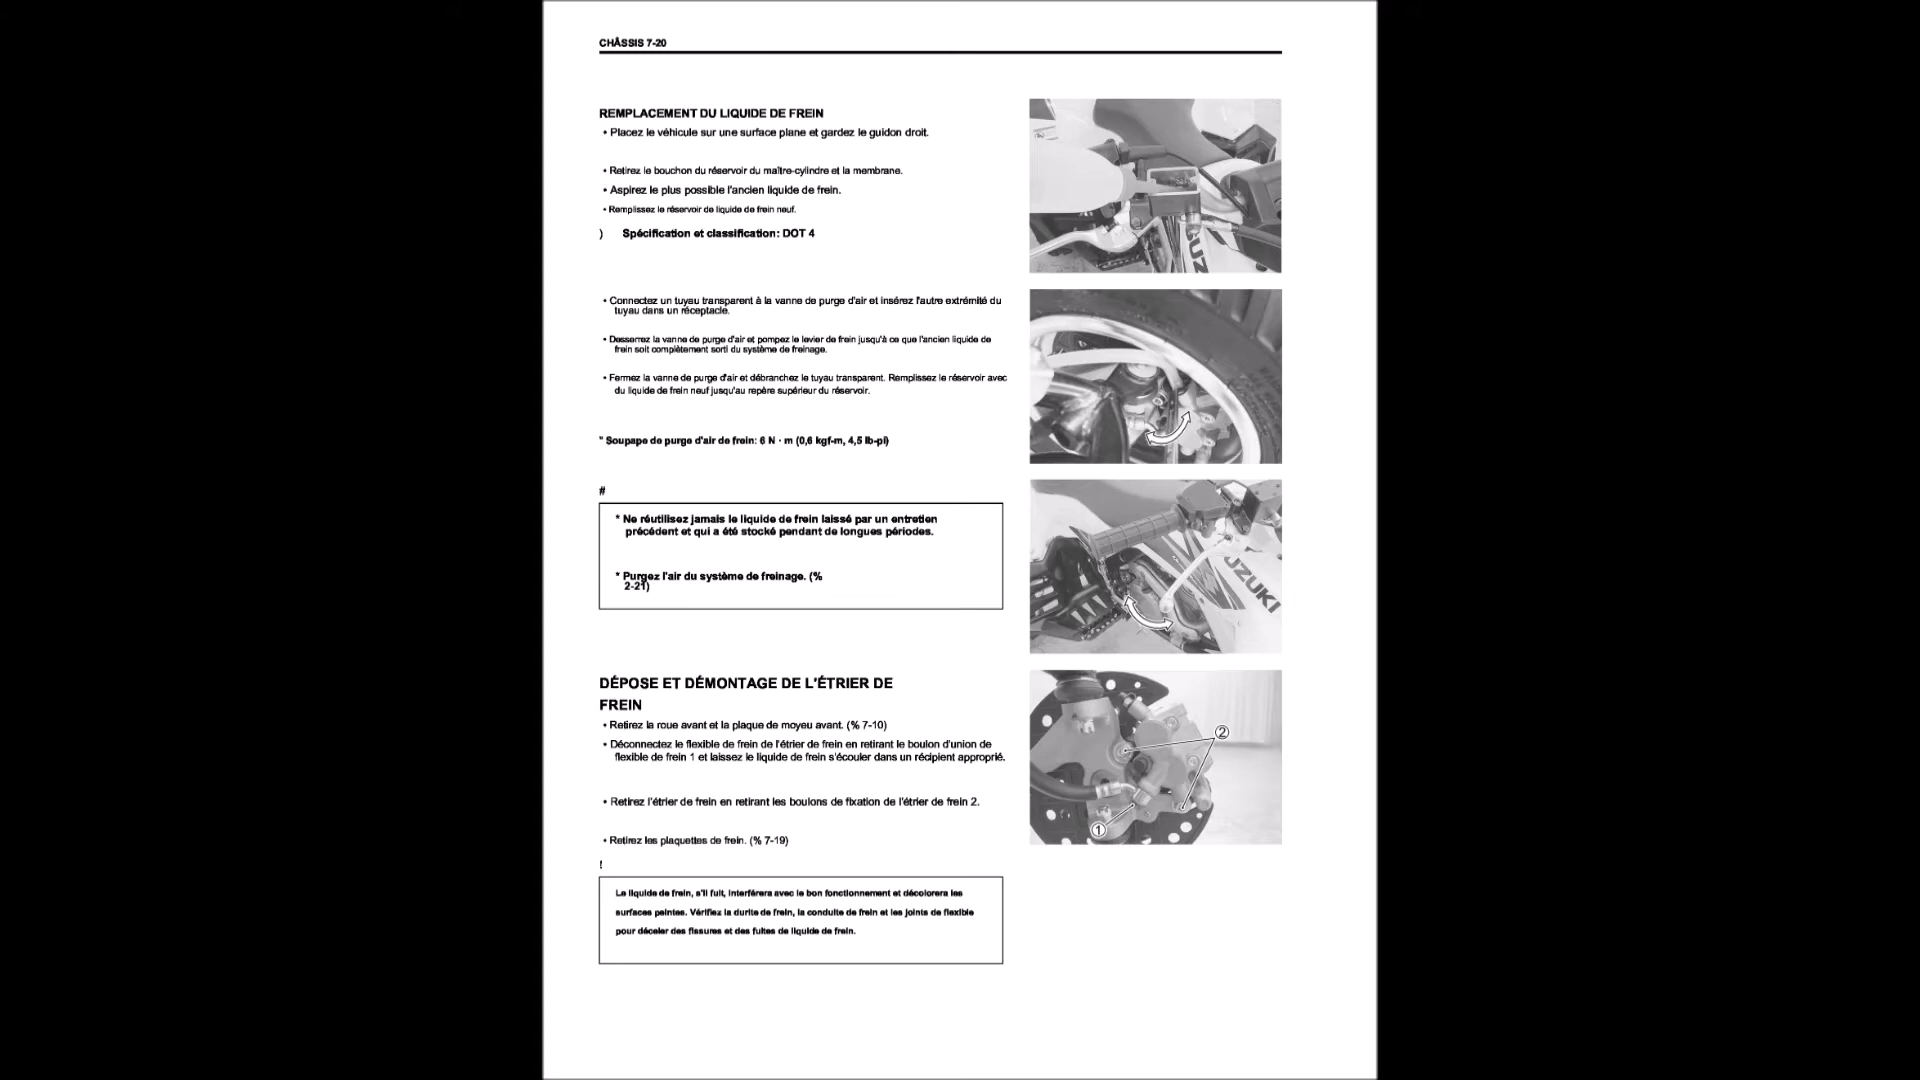 CHÂSSIS 7-20
REMPLACEMENT DU LIQUIDE DE FREIN
• Placez le véhicule sur une surface plane et gardez le guidon droit.
• Retirez le bouchon du réservoir du maître-cylindre et la membrane.
• Aspirez le plus possible l'ancien liquide de frein.
• Remplissez le réservoir de liquide de frein neuf.
) Spécification et classification: DOT 4
• Connectez un tuyau transparent à la vanne de purge d'air et insérez l'autre extrémité du
tuyau dans un réceptacle.
• Desserrez la vanne de purge d'air et pompez le levier de frein jusqu'à ce que l'ancien liquide de
frein soit complètement sorti du système de freinage.
• Fermez la vanne de purge d'air et débranchez le tuyau transparent. Remplissez le réservoir avec
du liquide de frein neuf jusqu'au repère supérieur du réservoir.
" Soupape de purge d'air de frein: 6 N · m (0,6 kgf-m, 4,5 lb-pi)
#
* Ne réutilisez jamais le liquide de frein laissé par un entretien
précédent et qui a été stocké pendant de longues périodes.
* Purgez l'air du système de freinage. (%
2-21)
DÉPOSE ET DÉMONTAGE DE L'ÉTRIER DE
FREIN
• Retirez la roue avant et la plaque de moyeu avant. (% 7-10)
• Déconnectez le flexible de frein de l'étrier de frein en retirant le boulon d'union de
flexible de frein 1 et laissez le liquide de frein s'écouler dans un récipient approprié.
• Retirez l'étrier de frein en retirant les boulons de fixation de l'étrier de frein 2.
• Retirez les plaquettes de frein. (% 7-19)
!
Le liquide de frein, s'il fuit, interférera avec le bon fonctionnement et décolorera les
surfaces peintes. Vérifiez la durite de frein, la conduite de frein et les joints de flexible
pour déceler des fissures et des fuites de liquide de frein.
SUZ
UZUKI
②
①